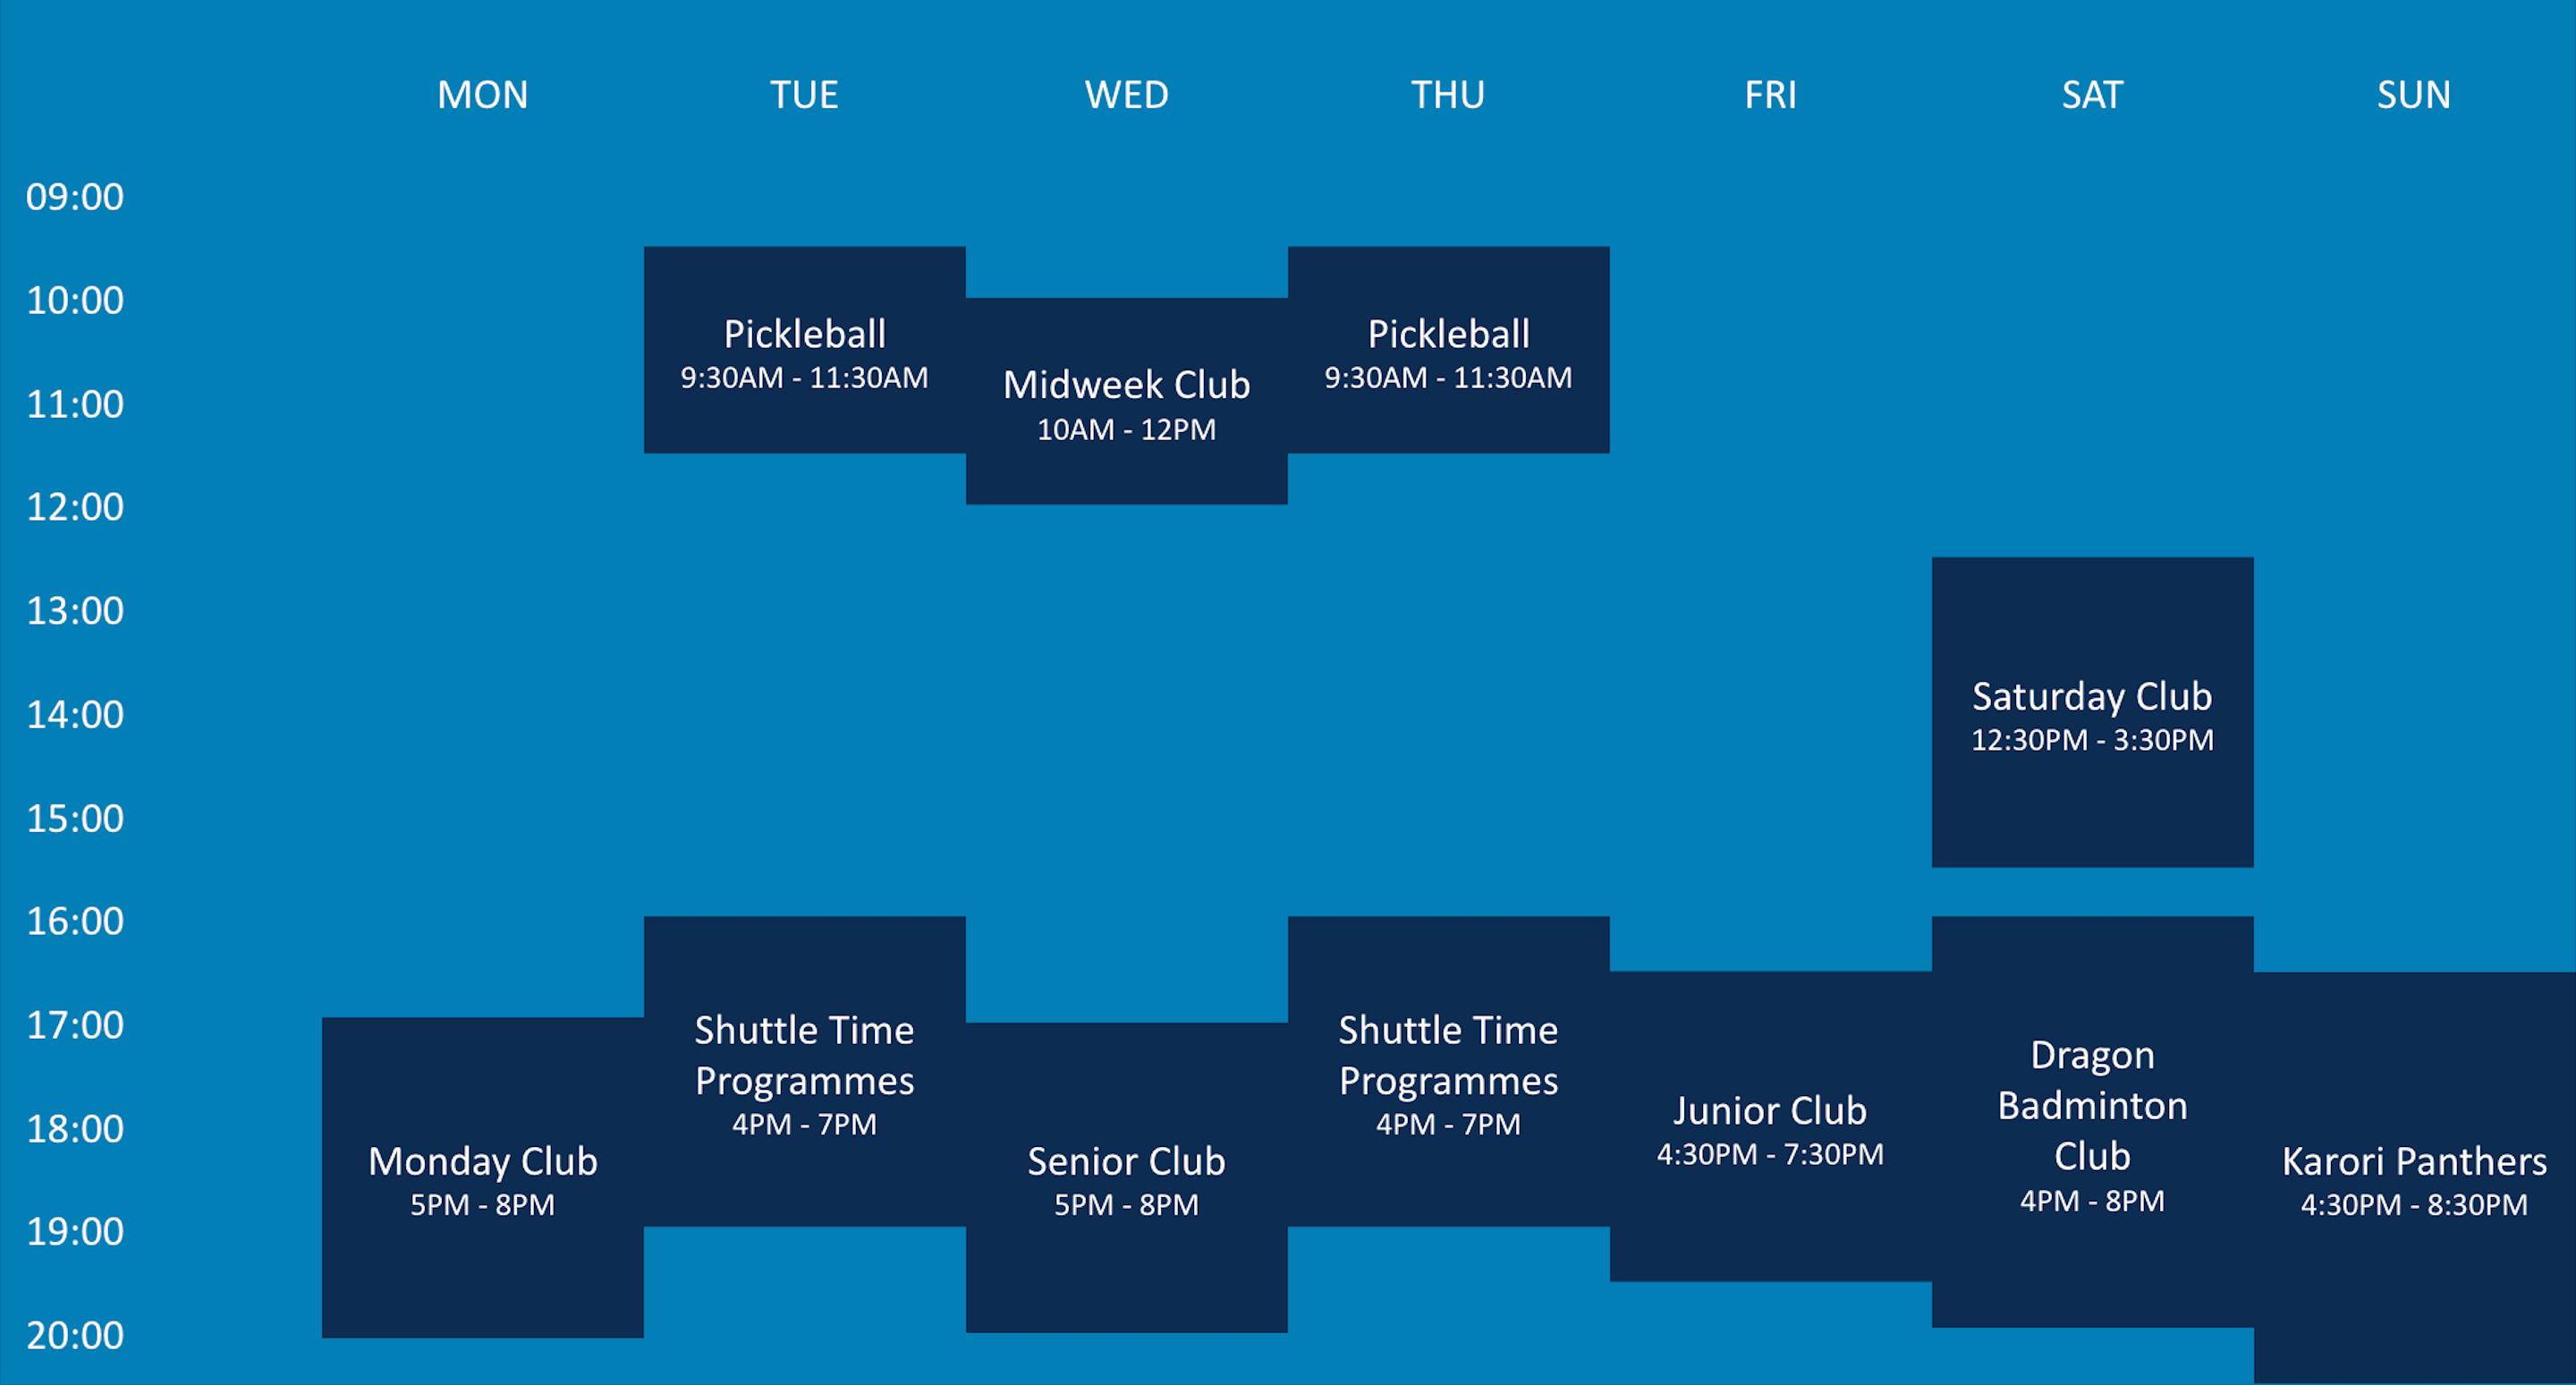 MON
TUE
WED
THU
FRI
SAT
SUN
09:00
10:00
11:00
12:00
13:00
14:00
15:00
16:00
17:00
18:00
19:00
20:00
Monday Club
5PM - 8PM
Pickleball
9:30AM - 11:30AM
Shuttle Time
Programmes
4PM - 7PM
Midweek Club
10AM - 12PM
Senior Club
5PM - 8PM
Pickleball
9:30AM - 11:30AM
Shuttle Time
Programmes
4PM - 7PM
Junior Club
4:30PM - 7:30PM
Saturday Club
12:30PM - 3:30PM
Dragon
Badminton
Club
4PM - 8PM
Karori Panthers
4:30PM - 8:30PM